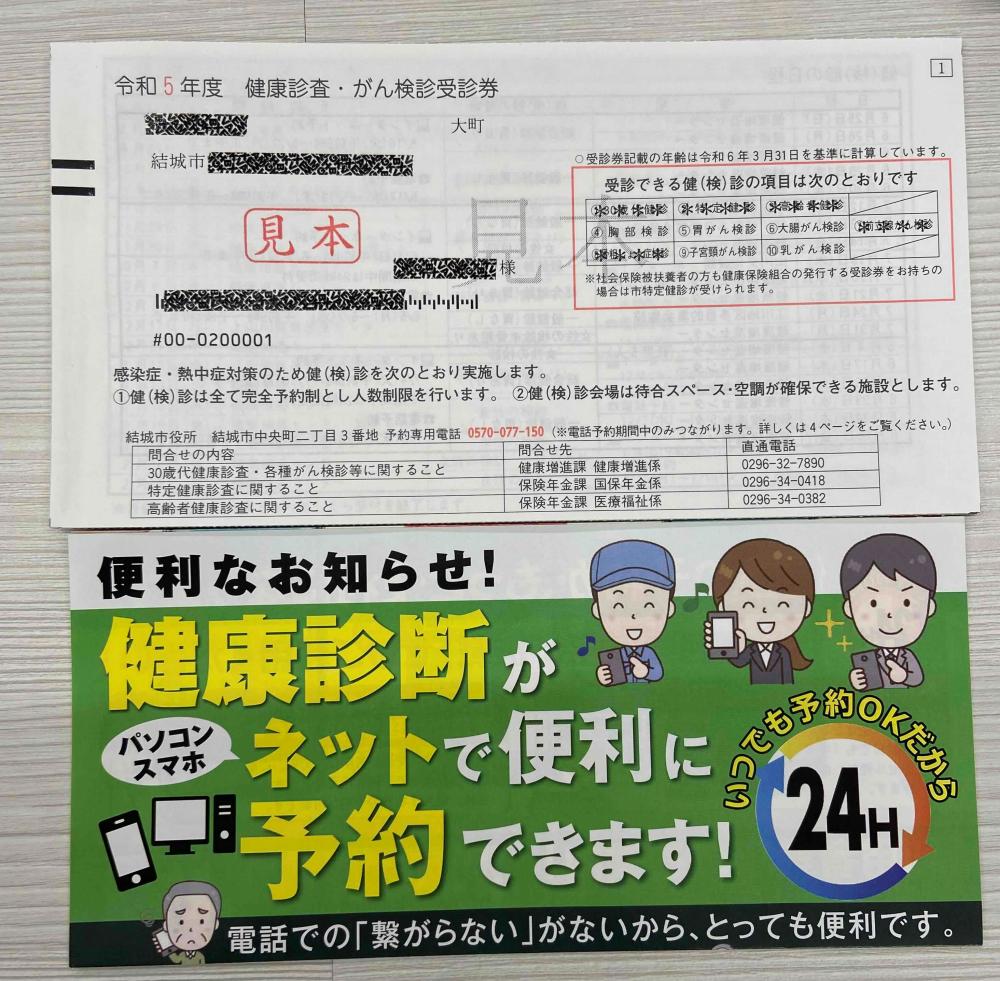 1
令和5年度 健康診査・がん検診受診券
大町
結城市
○受診券記載の年齢は令和6年3月31日を基準に計算しています。
受診できる健(検)診の項目は次のとおりです
④胸部検診 ⑤胃がん検診 ⑥大腸がん検診
⑨子宮頸がん検診 ⑩乳がん検診
※社会保険被扶養者の方も健康保険組合の発行する受診券をお持ちの
場合は市特定健診が受けられます。
見本
見本
様
#00-0200001
感染症・熱中症対策のため健(検)診を次のとおり実施します。
①健(検)診は全て完全予約制とし人数制限を行います。 ②健(検)診会場は待合スペース・空調が確保できる施設とします。
結城市役所 結城市中央町二丁目3番地 予約専用電話 0570-077-150 (※電話予約期間中のみつながります。詳しくは4ページをご覧ください。)
問合せの内容 問合せ先 直通電話
30歳代健康診査・各種がん検診等に関すること 健康増進課 健康増進係 0296-32-7890
特定健康診査に関すること 保険年金課 国保年金係 0296-34-0418
高齢者健康診査に関すること 保険年金課 医療福祉係 0296-34-0382
便利なお知らせ!
健康診断が
パソコン
スマホ
ネットで便利に
予約できます!
いつでも予約OKだから
24H
電話での「繋がらない」がないから、とっても便利です。